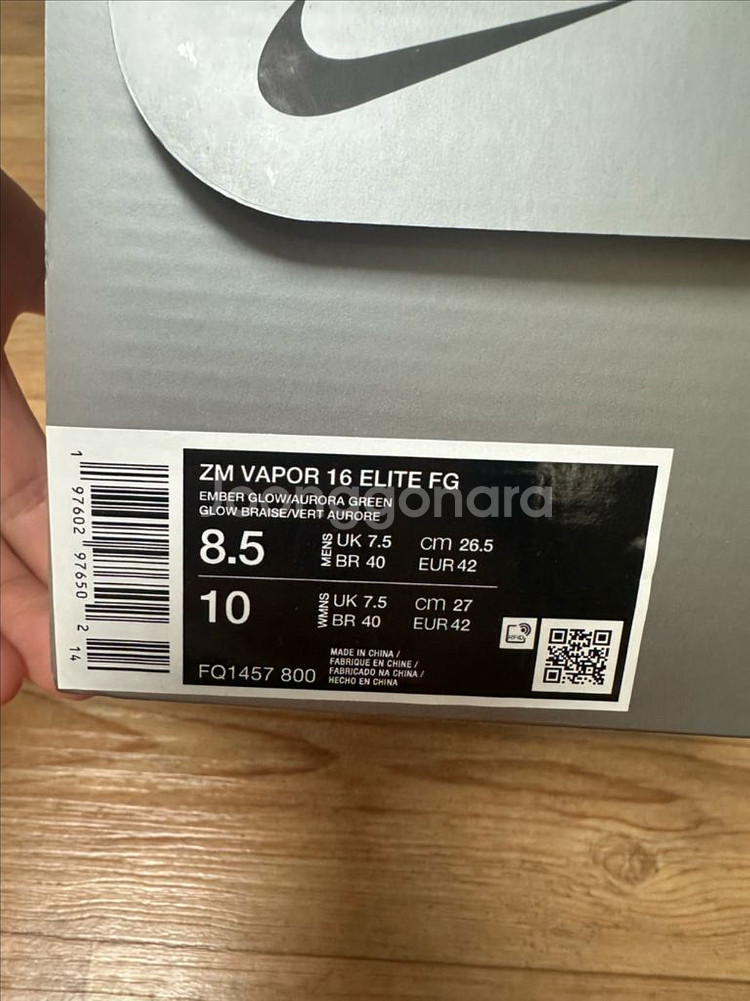 ZM VAPOR 16 ELITE FG
EMBER GLOW/AURORA GREEN
GLOW BRAISE/VERT AURORE
8.5 MENS UK 7.5 cm 26.5
BR 40 EUR 42
10 WMNS UK 7.5 cm 27
BR 40 EUR 42
FQ1457 800
MADE IN CHINA /
FABRIQUE EN CHINE /
FABRICADO NA CHINA /
HECHO EN CHINA
RFID
1 97602 97650 2 14
joonggonara